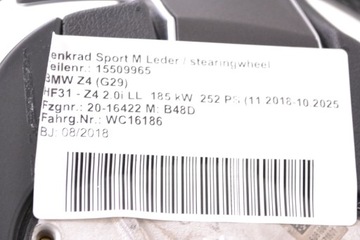 enkrad Sport M Leder / stearingwheel
eilenr.: 15509965
BMW Z4 (G29)
HF31 - Z4 2.0i LL 185 kW 252 PS (11.2018-10.2025
Fzgnr.: 20-16422 M: B48D
Fahrg.Nr.: WC16186
BJ: 08/2018